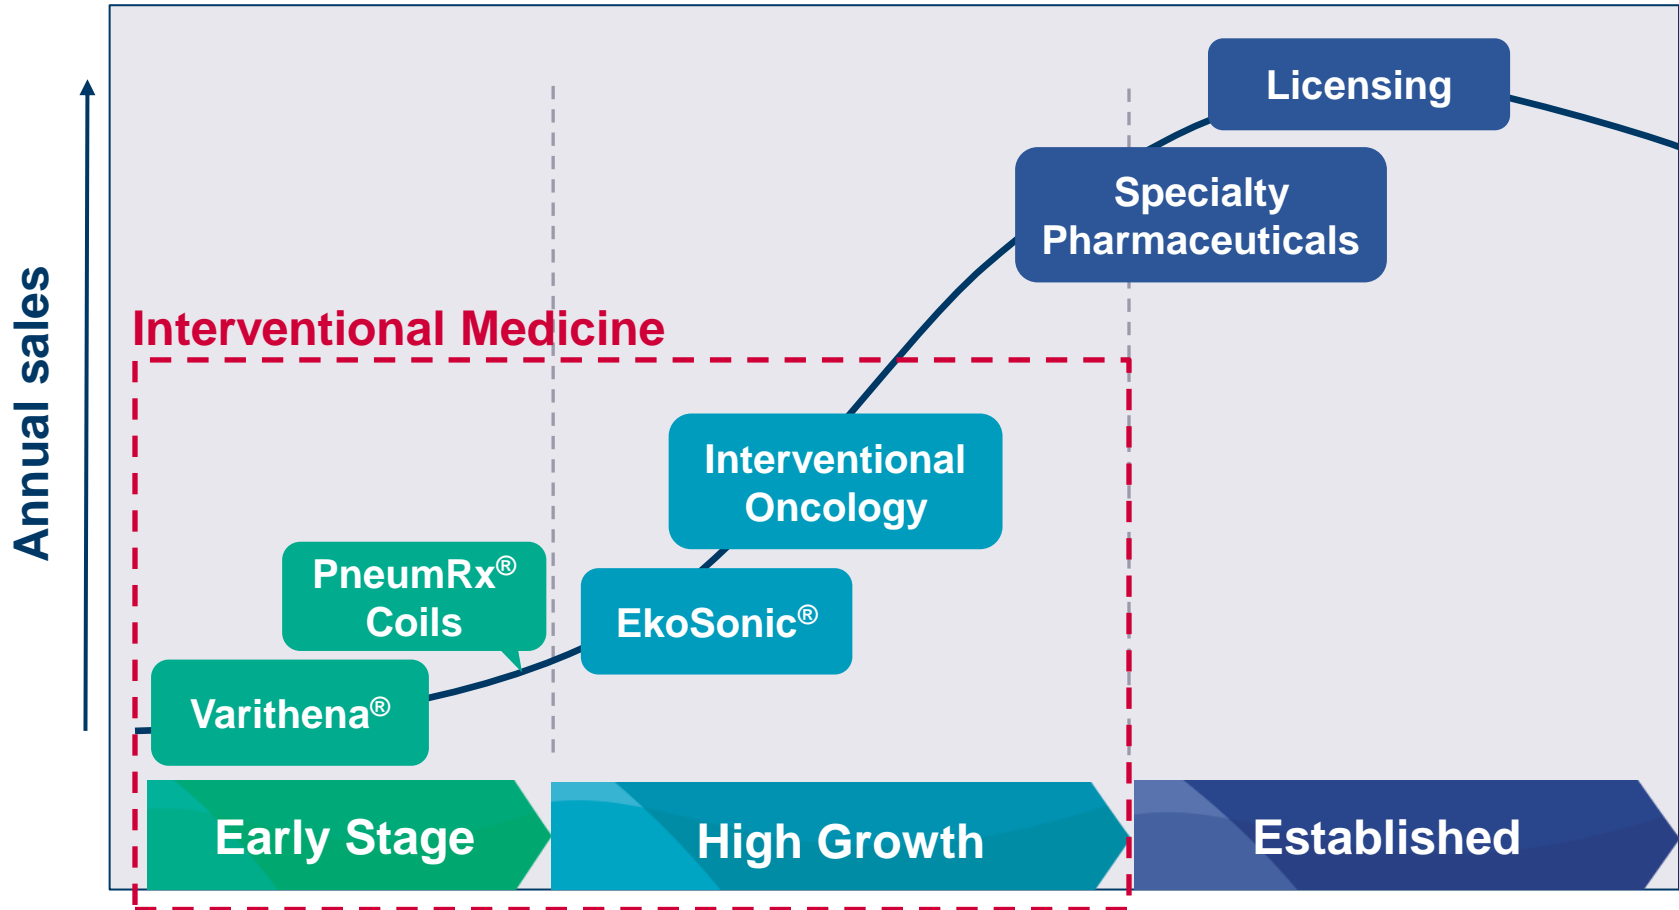 Annual sales
Licensing
Specialty
Pharmaceuticals
Interventional Medicine
Interventional
Oncology
PneumRx®
Coils
EkoSonic®
Varithena®
Early Stage
High Growth
Established